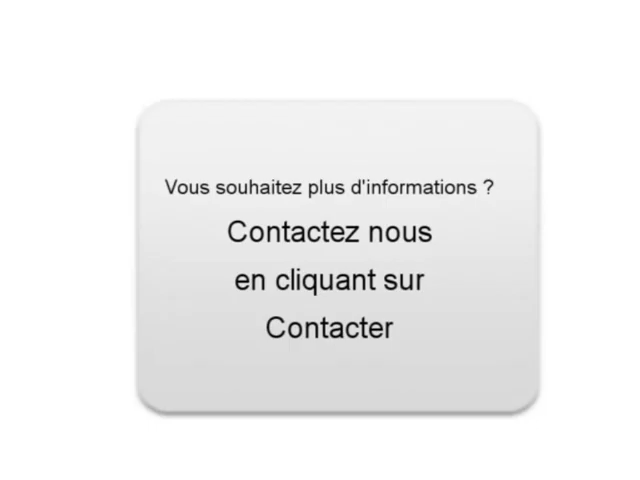 Vous souhaitez plus d'informations ?
Contactez nous
en cliquant sur
Contacter